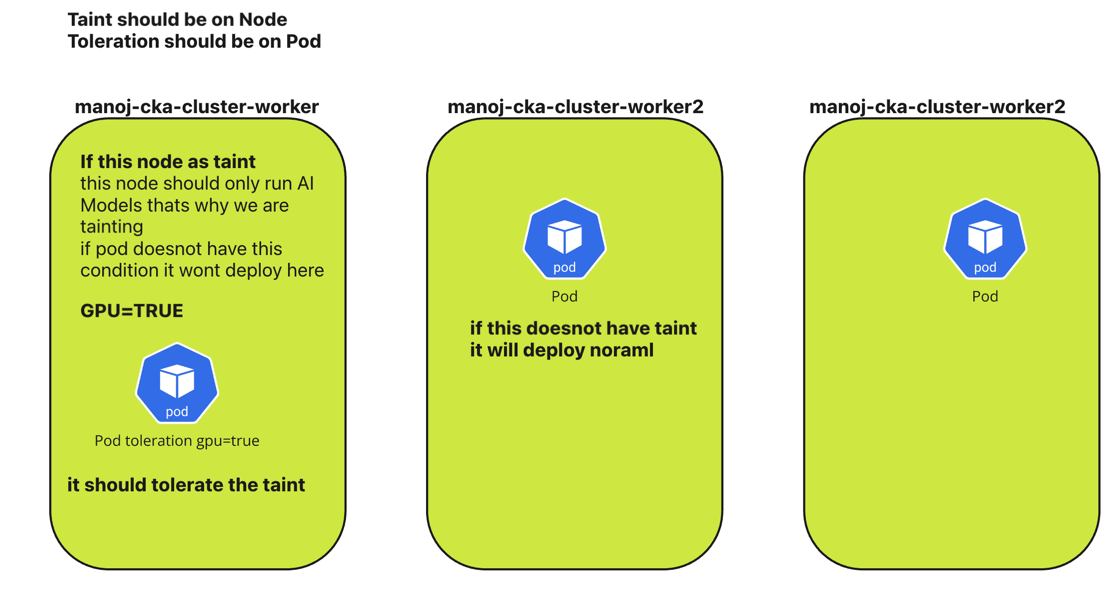 Taint should be on Node
Toleration should be on Pod
manoj-cka-cluster-worker
If this node as taint
this node should only run AI
Models thats why we are
tainting
if pod doesnot have this
condition it wont deploy here
GPU=TRUE
pod
Pod toleration gpu=true
it should tolerate the taint
manoj-cka-cluster-worker2
pod
Pod
if this doesnot have taint
it will deploy noraml
manoj-cka-cluster-worker2
pod
Pod